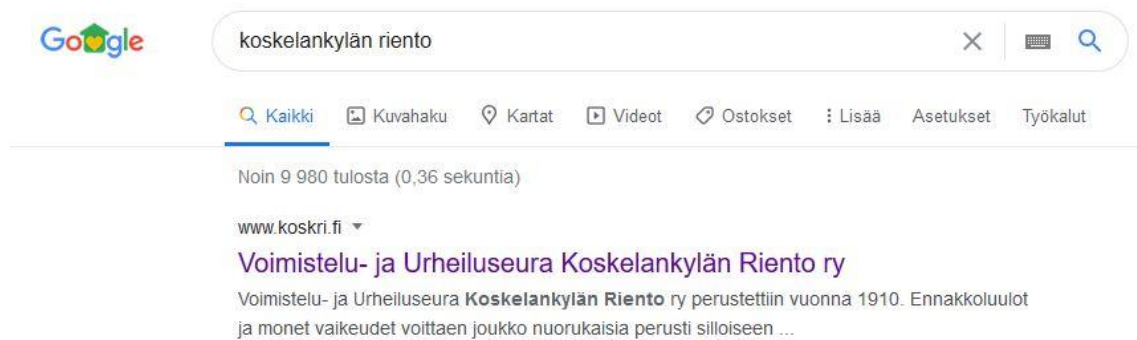 Google
koskelankylän riento
Kaikki Kuvahaku Kartat Videot Ostokset Lisää Asetukset Työkalut
Noin 9 980 tulosta (0,36 sekuntia)
www.koskri.fi
Voimistelu- ja Urheiluseura Koskelankylän Riento ry
Voimistelu- ja Urheiluseura Koskelankylän Riento ry perustettiin vuonna 1910. Ennakkoluulot
ja monet vaikeudet voittaen joukko nuorukaisia perusti silloiseen ...